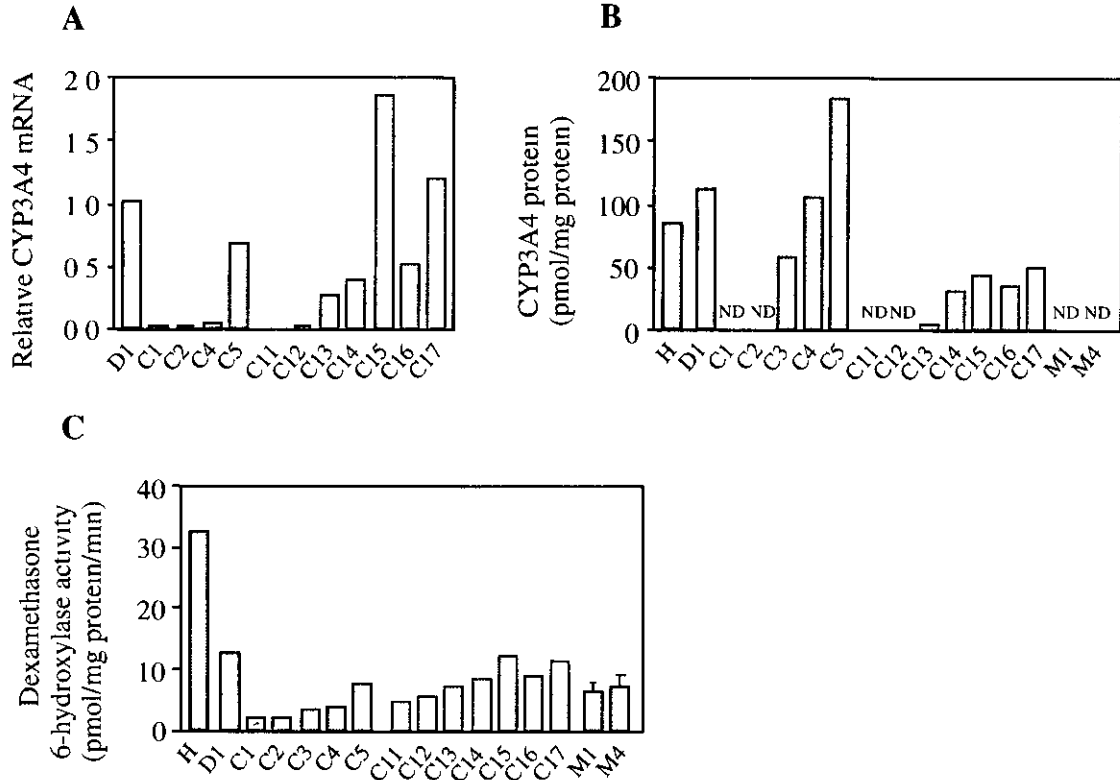 A
Relative CYP3A4 mRNA
2 0
1 5
1 0
0 5
0 0
D1 C1 C2 C4 C5 C11 C12 C13 C14 C15 C16 C17
B
CYP3A4 protein
(pmol/mg protein)
200
150
100
50
0
ND ND ND ND ND ND
H D1 C1 C2 C3 C4 C5 C11 C12 C13 C14 C15 C16 C17 M1 M4
C
Dexamethasone
6-hydroxylase activity
(pmol/mg protein/min)
40
30
20
10
0
H D1 C1 C2 C3 C4 C5 C11 C12 C13 C14 C15 C16 C17 M1 M4